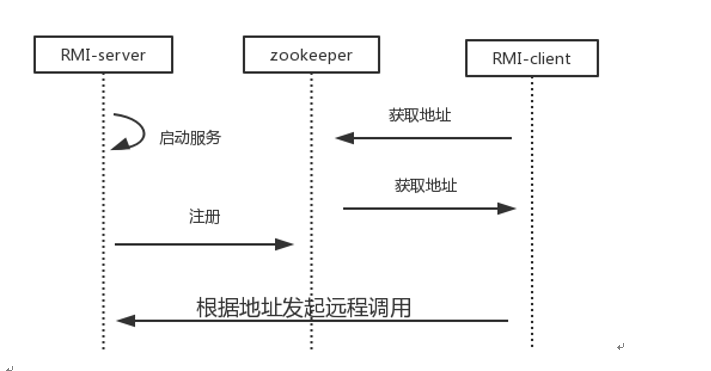 RMI-server
zookeeper
RMI-client
获取地址
启动服务
获取地址
注册
根据地址发起远程调用